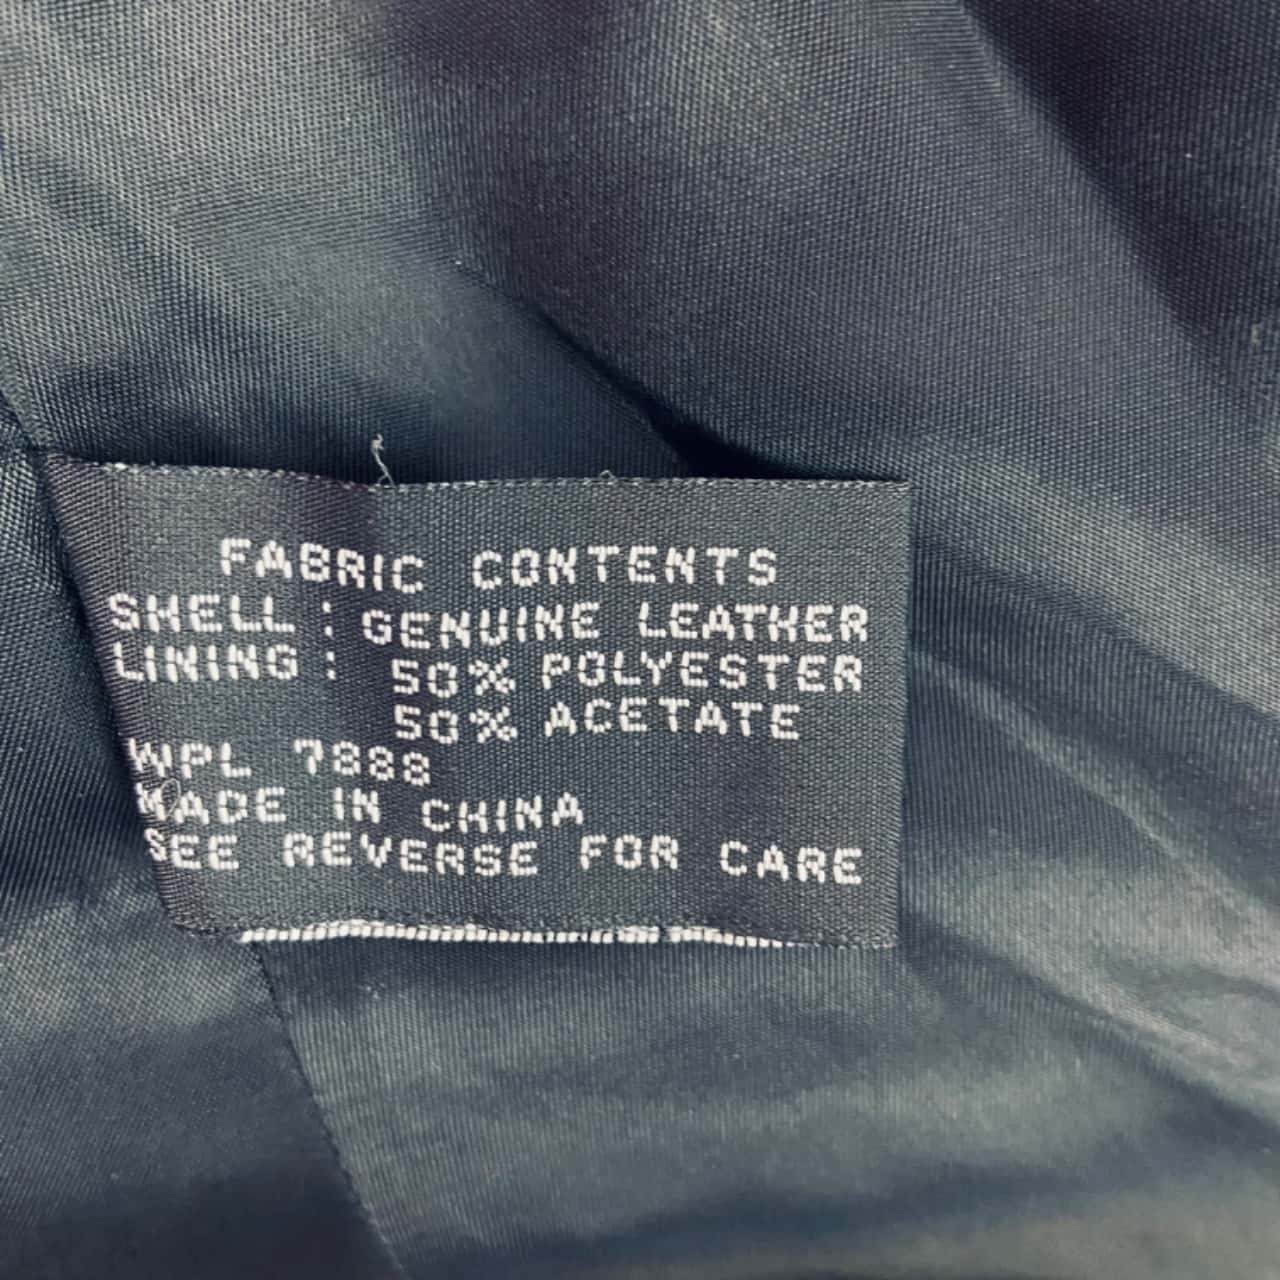 FABRIC CONTENTS
SHELL : GENUINE LEATHER
LINING : 50% POLYESTER
50% ACETATE
WPL 7888
MADE IN CHINA
SEE REVERSE FOR CARE